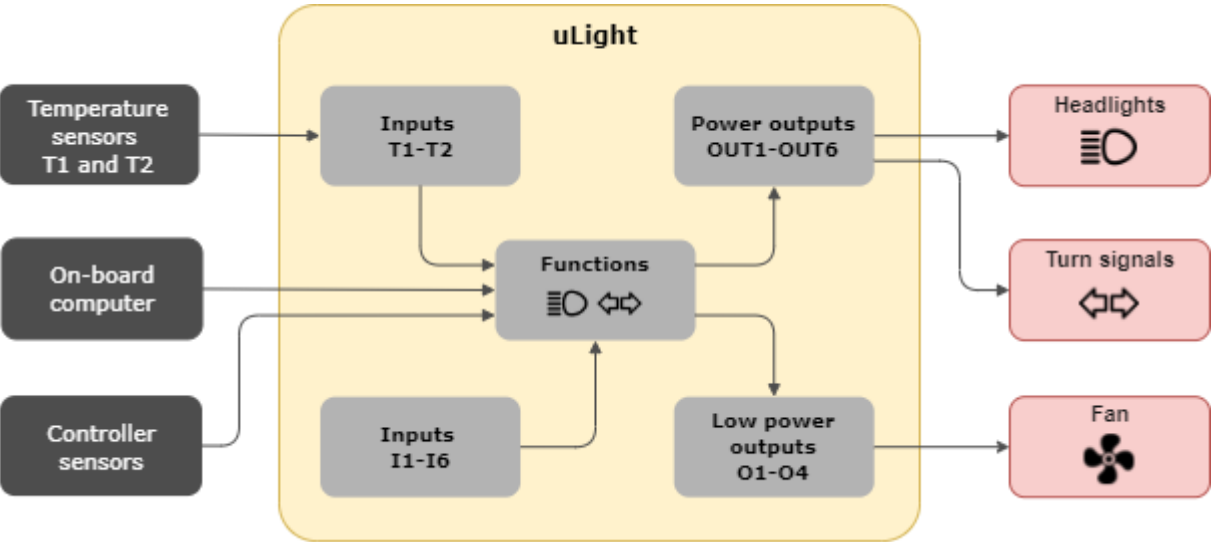 uLight
Temperature
sensors
T1 and T2
Inputs
T1-T2
Power outputs
OUT1-OUT6
Headlights
On-board
computer
Functions
Turn signals
Controller
sensors
Inputs
I1-I6
Low power
outputs
O1-O4
Fan